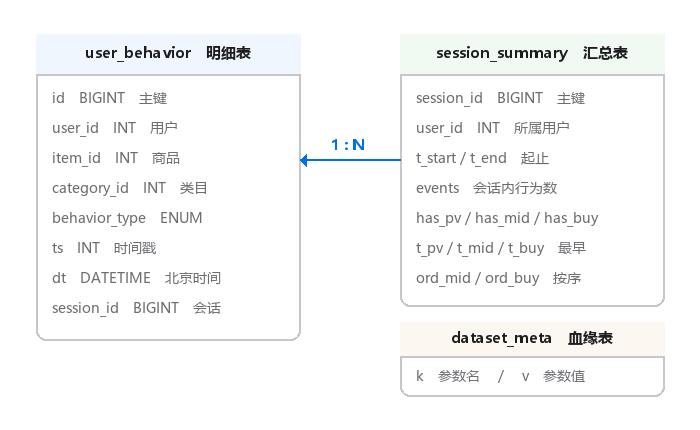 user_behavior 明细表
id BIGINT 主键
user_id INT 用户
item_id INT 商品
category_id INT 类目
behavior_type ENUM
ts INT 时间戳
dt DATETIME 北京时间
session_id BIGINT 会话
1 : N
session_summary 汇总表
session_id BIGINT 主键
user_id INT 所属用户
t_start / t_end 起止
events 会话内行为数
has_pv / has_mid / has_buy
t_pv / t_mid / t_buy 最早
ord_mid / ord_buy 按序
dataset_meta 血缘表
k 参数名 / v 参数值